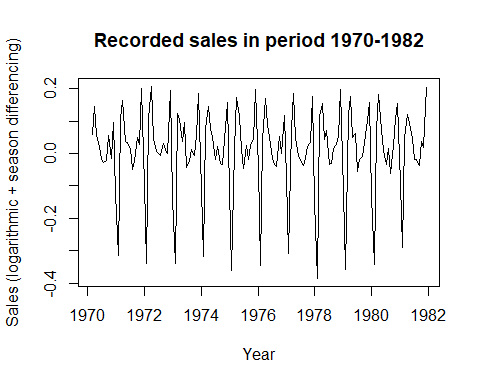 Recorded sales in period 1970-1982
Sales (logarithmic + season differencing)
0.2
0.0
-0.2
-0.4
1970 1972 1974 1976 1978 1980 1982
Year